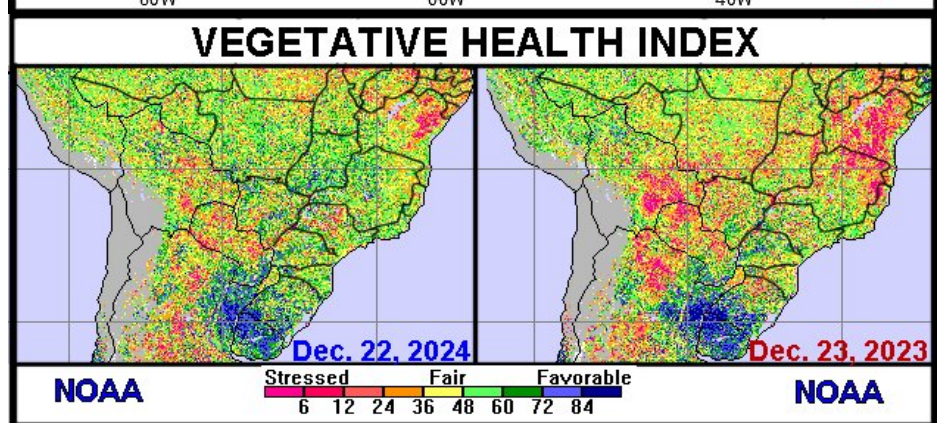 VEGETATIVE HEALTH INDEX
Dec. 22, 2024
Dec. 23, 2023
NOAA
Stressed Fair Favorable
6 12 24 36 48 60 72 84
NOAA